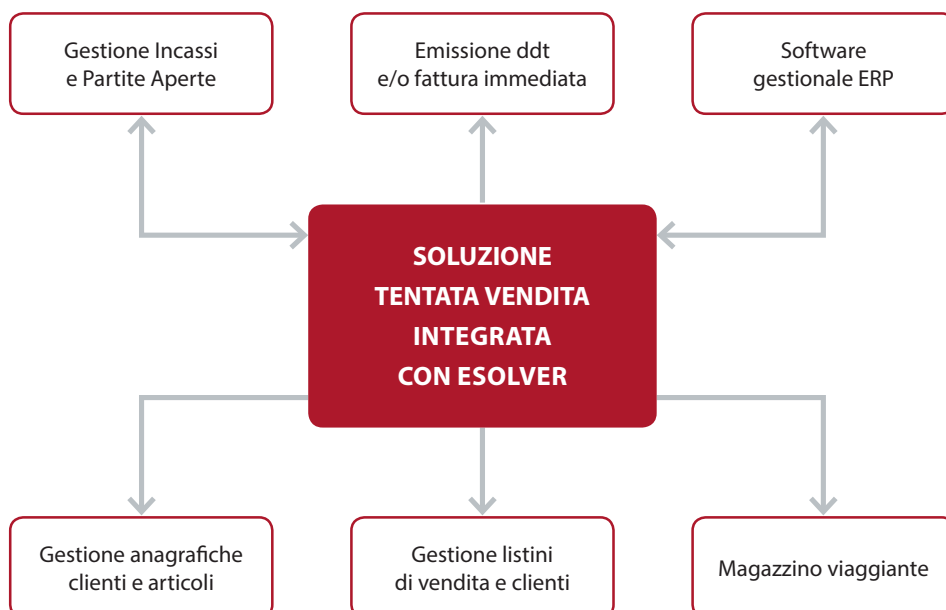 Gestione Incassi
e Partite Aperte
Emissione ddt
e/o fattura immediata
Software
gestionale ERP
SOLUZIONE
TENTATA VENDITA
INTEGRATA
CON ESOLVER
Gestione anagrafiche
clienti e articoli
Gestione listini
di vendita e clienti
Magazzino viaggiante